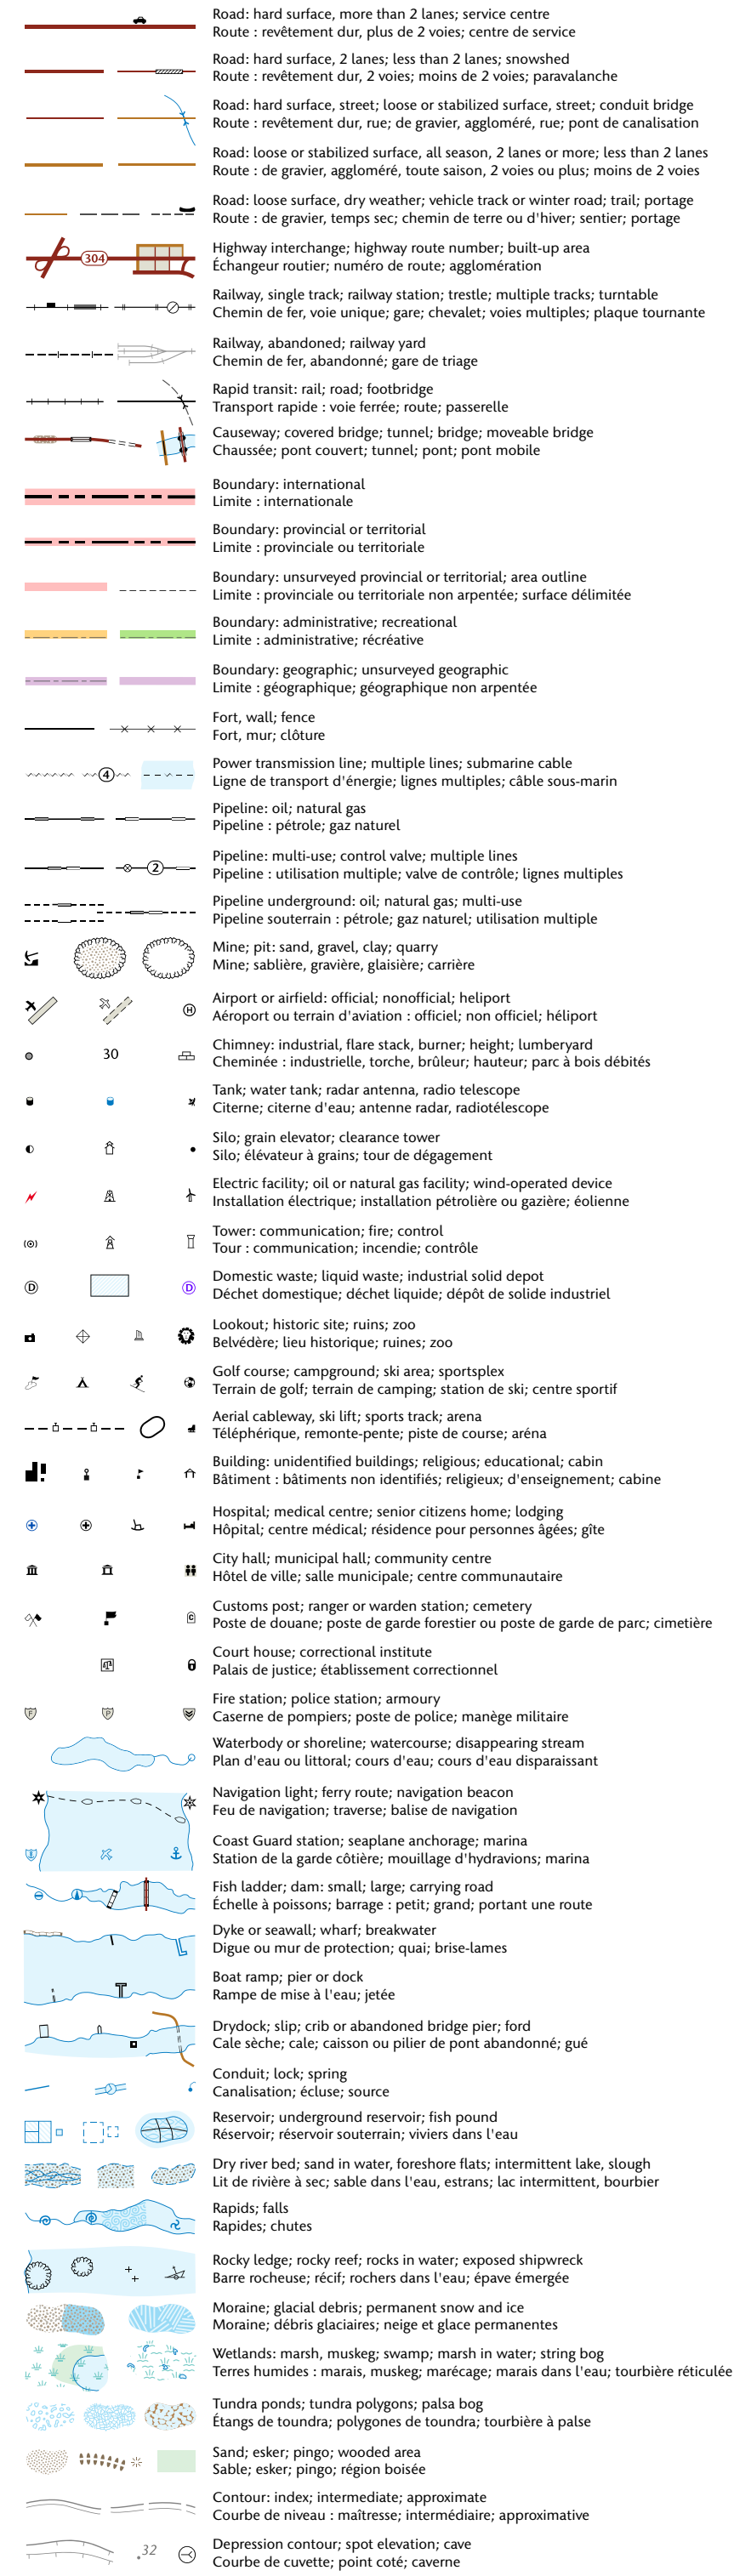 Road: hard surface, more than 2 lanes; service centre
Route : revêtement dur, plus de 2 voies; centre de service
Road: hard surface, 2 lanes; less than 2 lanes; snowshed
Route : revêtement dur, 2 voies; moins de 2 voies; paravalanche
Road: hard surface, street; loose or stabilized surface, street; conduit bridge
Route : revêtement dur, rue; de gravier, aggloméré, rue; pont de canalisation
Road: loose or stabilized surface, all season, 2 lanes or more; less than 2 lanes
Route : de gravier, aggloméré, toute saison, 2 voies ou plus; moins de 2 voies
Road: loose surface, dry weather; vehicle track or winter road; trail; portage
Route : de gravier, temps sec; chemin de terre ou d'hiver; sentier; portage
304
Highway interchange; highway route number; built-up area
Échangeur routier; numéro de route; agglomération
Railway, single track; railway station; trestle; multiple tracks; turntable
Chemin de fer, voie unique; gare; chevalet; voies multiples; plaque tournante
Railway, abandoned; railway yard
Chemin de fer, abandonné; gare de triage
Rapid transit: rail; road; footbridge
Transport rapide : voie ferrée; route; passerelle
Causeway; covered bridge; tunnel; bridge; moveable bridge
Chaussée; pont couvert; tunnel; pont; pont mobile
Boundary: international
Limite : internationale
Boundary: provincial or territorial
Limite : provinciale ou territoriale
Boundary: unsurveyed provincial or territorial; area outline
Limite : provinciale ou territoriale non arpentée; surface délimitée
Boundary: administrative; recreational
Limite : administrative; récréative
Boundary: geographic; unsurveyed geographic
Limite : géographique; géographique non arpentée
Fort, wall; fence
Fort, mur; clôture
4
Power transmission line; multiple lines; submarine cable
Ligne de transport d'énergie; lignes multiples; câble sous-marin
Pipeline: oil; natural gas
Pipeline : pétrole; gaz naturel
2
Pipeline: multi-use; control valve; multiple lines
Pipeline : utilisation multiple; valve de contrôle; lignes multiples
Pipeline underground: oil; natural gas; multi-use
Pipeline souterrain : pétrole; gaz naturel; utilisation multiple
Mine; pit: sand, gravel, clay; quarry
Mine; sablière, gravière, glaisière; carrière
H
Airport or airfield: official; nonofficial; heliport
Aéroport ou terrain d'aviation : officiel; non officiel; héliport
30
Chimney: industrial, flare stack, burner; height; lumberyard
Cheminée : industrielle, torche, brûleur; hauteur; parc à bois débités
Tank; water tank; radar antenna, radio telescope
Citerne; citerne d'eau; antenne radar, radiotélescope
Silo; grain elevator; clearance tower
Silo; élévateur à grains; tour de dégagement
Electric facility; oil or natural gas facility; wind-operated device
Installation électrique; installation pétrolière ou gazière; éolienne
Tower: communication; fire; control
Tour : communication; incendie; contrôle
D D
Domestic waste; liquid waste; industrial solid depot
Déchet domestique; déchet liquide; dépôt de solide industriel
Lookout; historic site; ruins; zoo
Belvédère; lieu historique; ruines; zoo
Golf course; campground; ski area; sportsplex
Terrain de golf; terrain de camping; station de ski; centre sportif
Aerial cableway, ski lift; sports track; arena
Téléphérique, remonte-pente; piste de course; aréna
Building: unidentified buildings; religious; educational; cabin
Bâtiment : bâtiments non identifiés; religieux; d'enseignement; cabine
Hospital; medical centre; senior citizens home; lodging
Hôpital; centre médical; résidence pour personnes âgées; gîte
City hall; municipal hall; community centre
Hôtel de ville; salle municipale; centre communautaire
C
Customs post; ranger or warden station; cemetery
Poste de douane; poste de garde forestier ou poste de garde de parc; cimetière
Court house; correctional institute
Palais de justice; établissement correctionnel
F P
Fire station; police station; armoury
Caserne de pompiers; poste de police; manège militaire
Waterbody or shoreline; watercourse; disappearing stream
Plan d'eau ou littoral; cours d'eau; cours d'eau disparaissant
Navigation light; ferry route; navigation beacon
Feu de navigation; traverse; balise de navigation
Coast Guard station; seaplane anchorage; marina
Station de la garde côtière; mouillage d'hydravions; marina
Fish ladder; dam: small; large; carrying road
Échelle à poissons; barrage : petit; grand; portant une route
Dyke or seawall; wharf; breakwater
Digue ou mur de protection; quai; brise-lames
Boat ramp; pier or dock
Rampe de mise à l'eau; jetée
Drydock; slip; crib or abandoned bridge pier; ford
Cale sèche; cale; caisson ou pilier de pont abandonné; gué
Conduit; lock; spring
Canalisation; écluse; source
Reservoir; underground reservoir; fish pound
Réservoir; réservoir souterrain; viviers dans l'eau
Dry river bed; sand in water, foreshore flats; intermittent lake, slough
Lit de rivière à sec; sable dans l'eau, estrans; lac intermittent, bourbier
Rapids; falls
Rapides; chutes
Rocky ledge; rocky reef; rocks in water; exposed shipwreck
Barre rocheuse; récif; rochers dans l'eau; épave émergée
Moraine; glacial debris; permanent snow and ice
Moraine; débris glaciaires; neige et glace permanentes
Wetlands: marsh, muskeg; swamp; marsh in water; string bog
Terres humides : marais, muskeg; marécage; marais dans l'eau; tourbière réticulée
Tundra ponds; tundra polygons; palsa bog
Étangs de toundra; polygones de toundra; tourbière à palse
Sand; esker; pingo; wooded area
Sable; esker; pingo; région boisée
Contour: index; intermediate; approximate
Courbe de niveau : maîtresse; intermédiaire; approximative
.32
Depression contour; spot elevation; cave
Courbe de cuvette; point coté; caverne